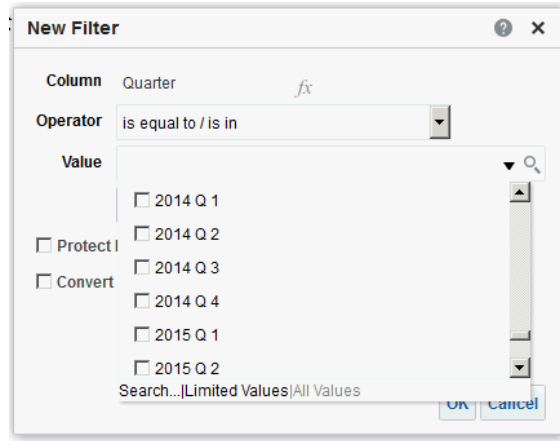 New Filter
Column Quarter fx
Operator is equal to / is in
Value
2014 Q 1
2014 Q 2
Protect
2014 Q 3
Convert
2014 Q 4
2015 Q 1
2015 Q 2
Search...|Limited Values|All Values
OK Cancel